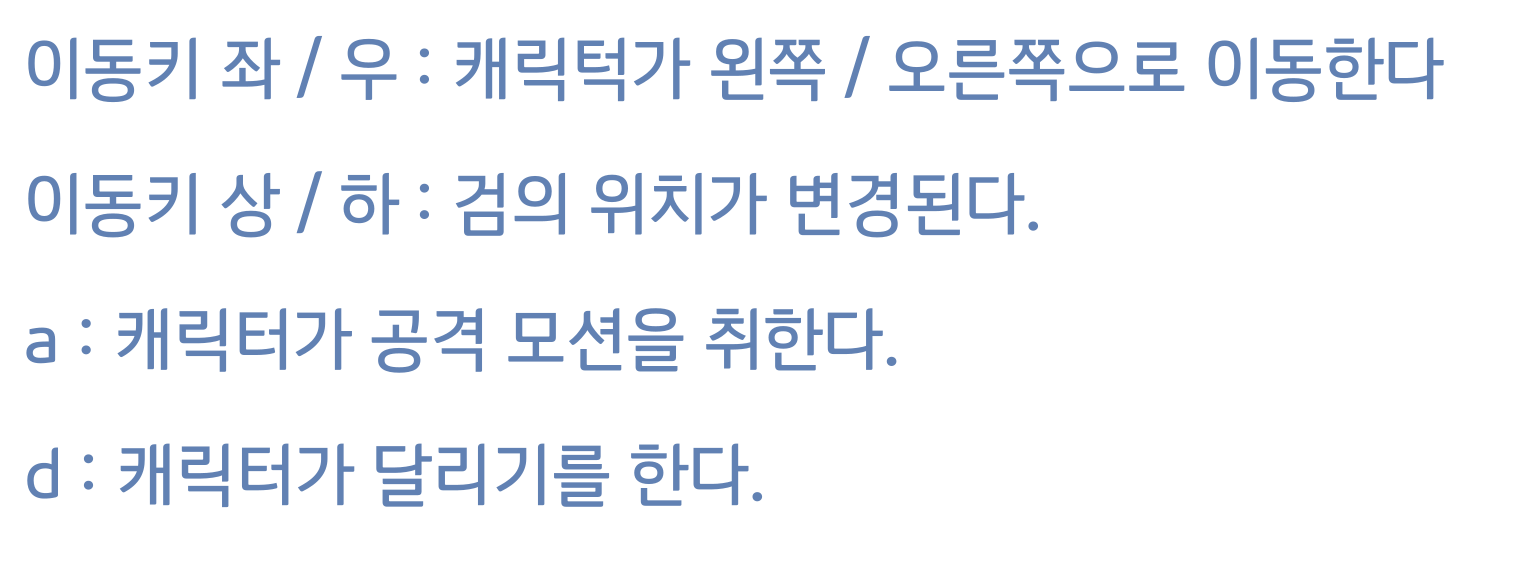 이동키 좌 / 우 : 캐릭턱가 왼쪽 / 오른쪽으로 이동한다
이동키 상 / 하 : 검의 위치가 변경된다.
a : 캐릭터가 공격 모션을 취한다.
d : 캐릭터가 달리기를 한다.